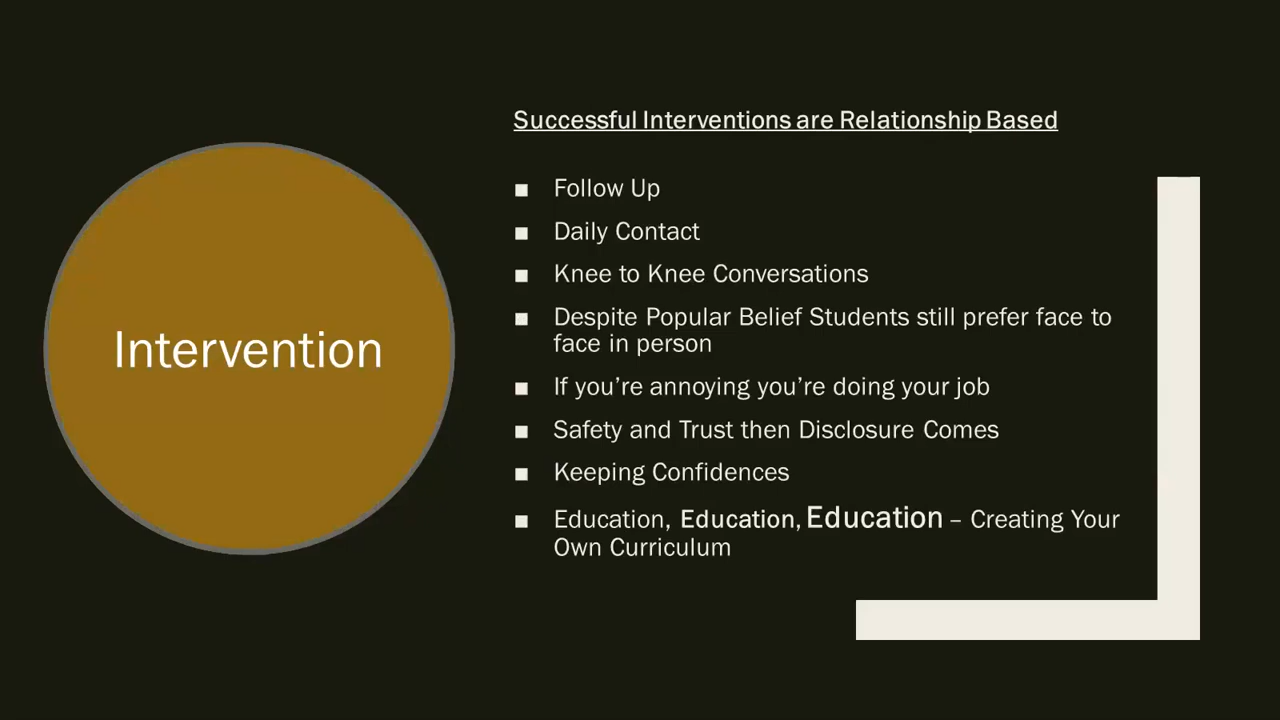 Intervention
Successful Interventions are Relationship Based
■ Follow Up
■ Daily Contact
■ Knee to Knee Conversations
■ Despite Popular Belief Students still prefer face to
face in person
■ If you're annoying you're doing your job
■ Safety and Trust then Disclosure Comes
■ Keeping Confidences
■ Education, Education, Education – Creating Your
Own Curriculum